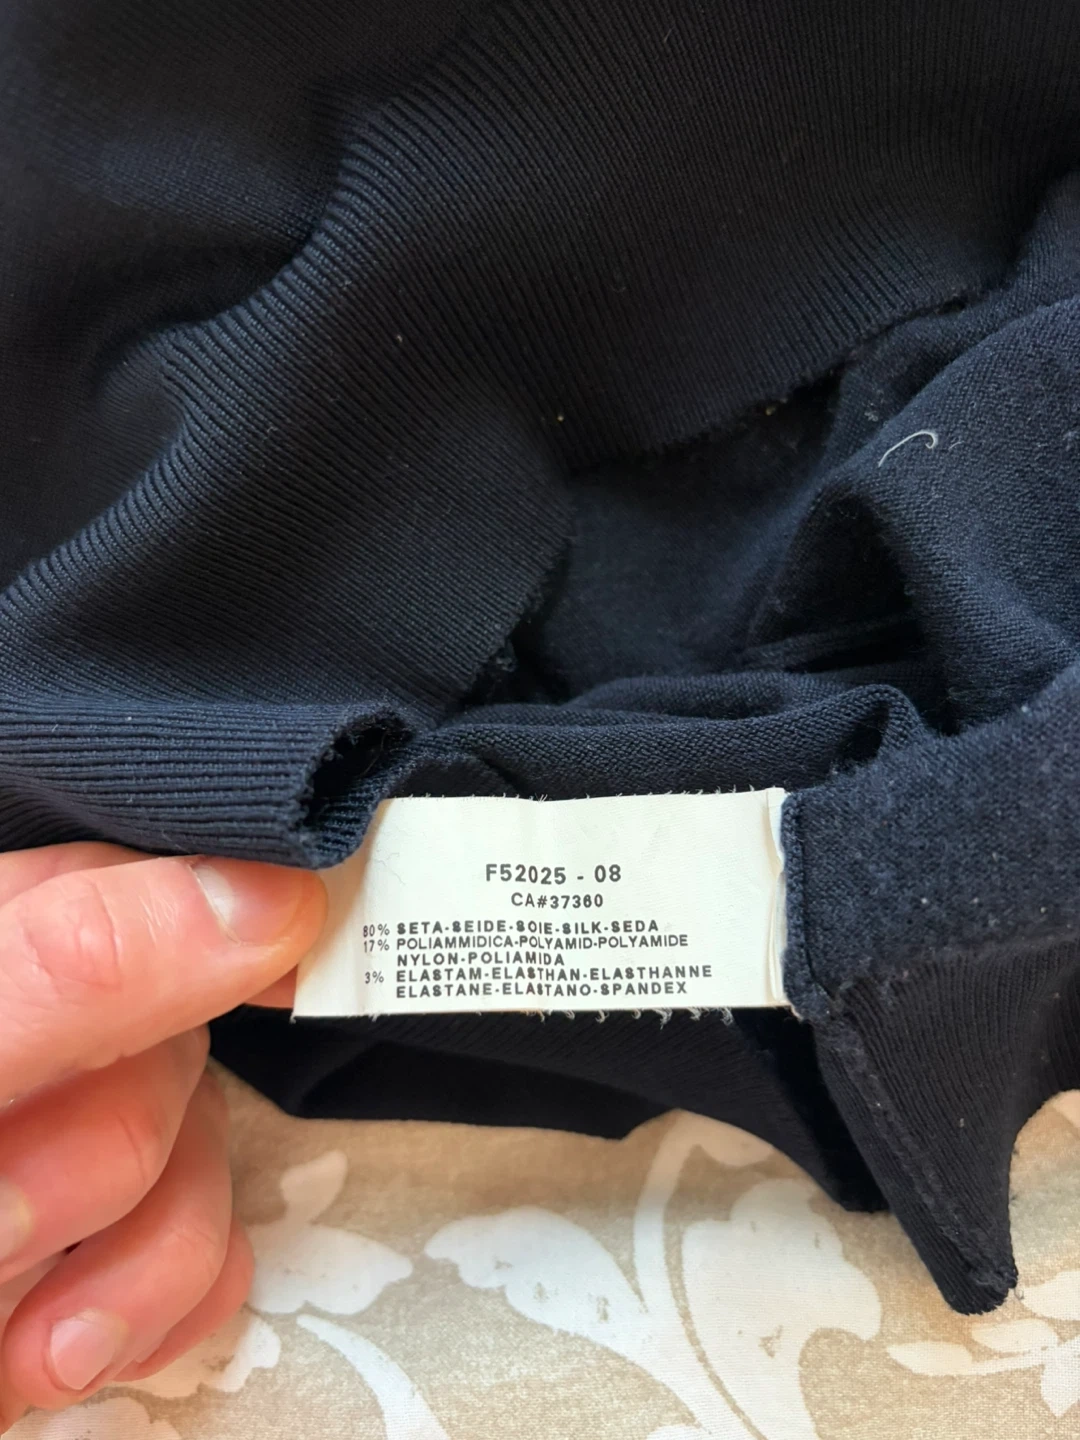 F52025 - 08
CA#37360
80% SETA-SEIDE-SOIE-SILK-SEDA
17% POLIAMMIDICA-POLYAMID-POLYAMIDE
NYLON-POLIAMIDA
3% ELASTAM-ELASTHAN-ELASTHANNE
ELASTANE-ELASTANO-SPANDEX